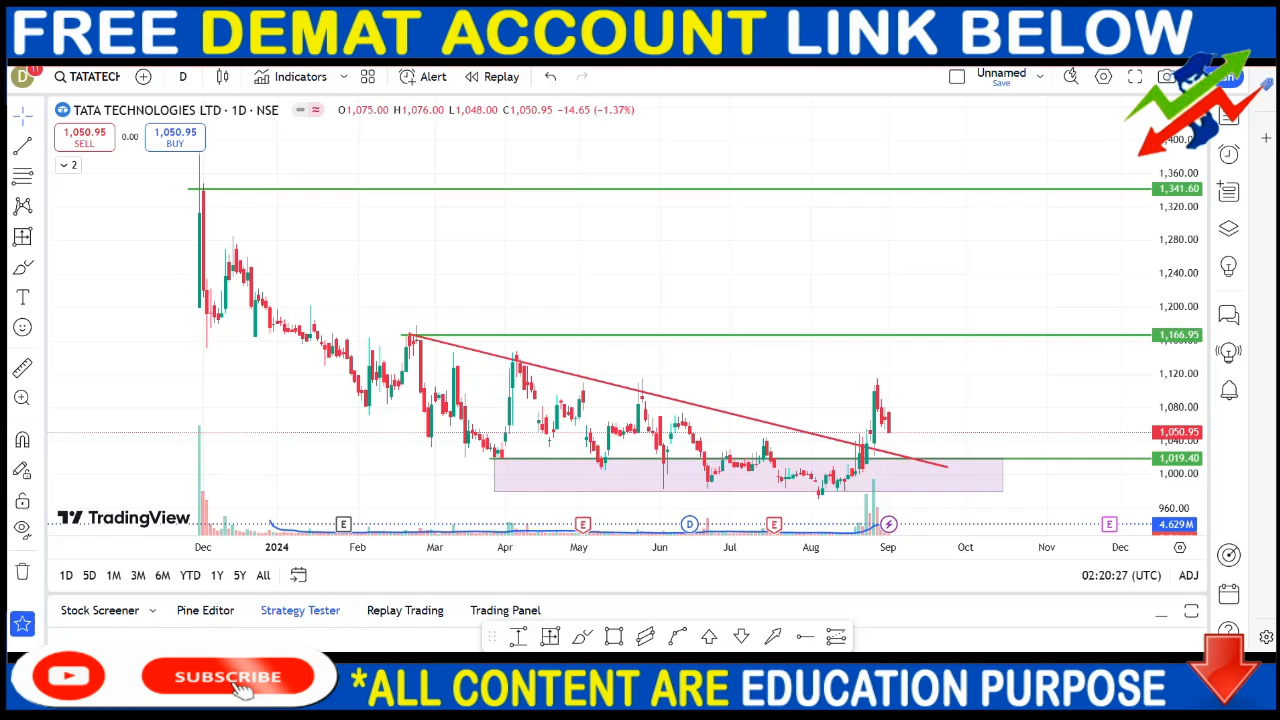 FREE DEMAT ACCOUNT LINK BELOW
D 11 TATATECH D Indicators Alert Replay Unnamed
Save
TATA TECHNOLOGIES LTD · 1D · NSE O1,075.00 H1,076.00 L1,048.00 C1,050.95 −14.65 (−1.37%)
1,050.95 0.00 1,050.95
SELL BUY
2
1,360.00
1,341.60
1,320.00
1,280.00
1,240.00
1,200.00
1,166.95
1,120.00
1,080.00
1,050.95
1,040.00
1,019.40
1,000.00
960.00
TradingView
E E D E E 4.629M
Dec 2024 Feb Mar Apr May Jun Jul Aug Sep Oct Nov Dec
1D 5D 1M 3M 6M YTD 1Y 5Y All 02:20:27 (UTC) ADJ
Stock Screener Pine Editor Strategy Tester Replay Trading Trading Panel
SUBSCRIBE
*ALL CONTENT ARE EDUCATION PURPOSE